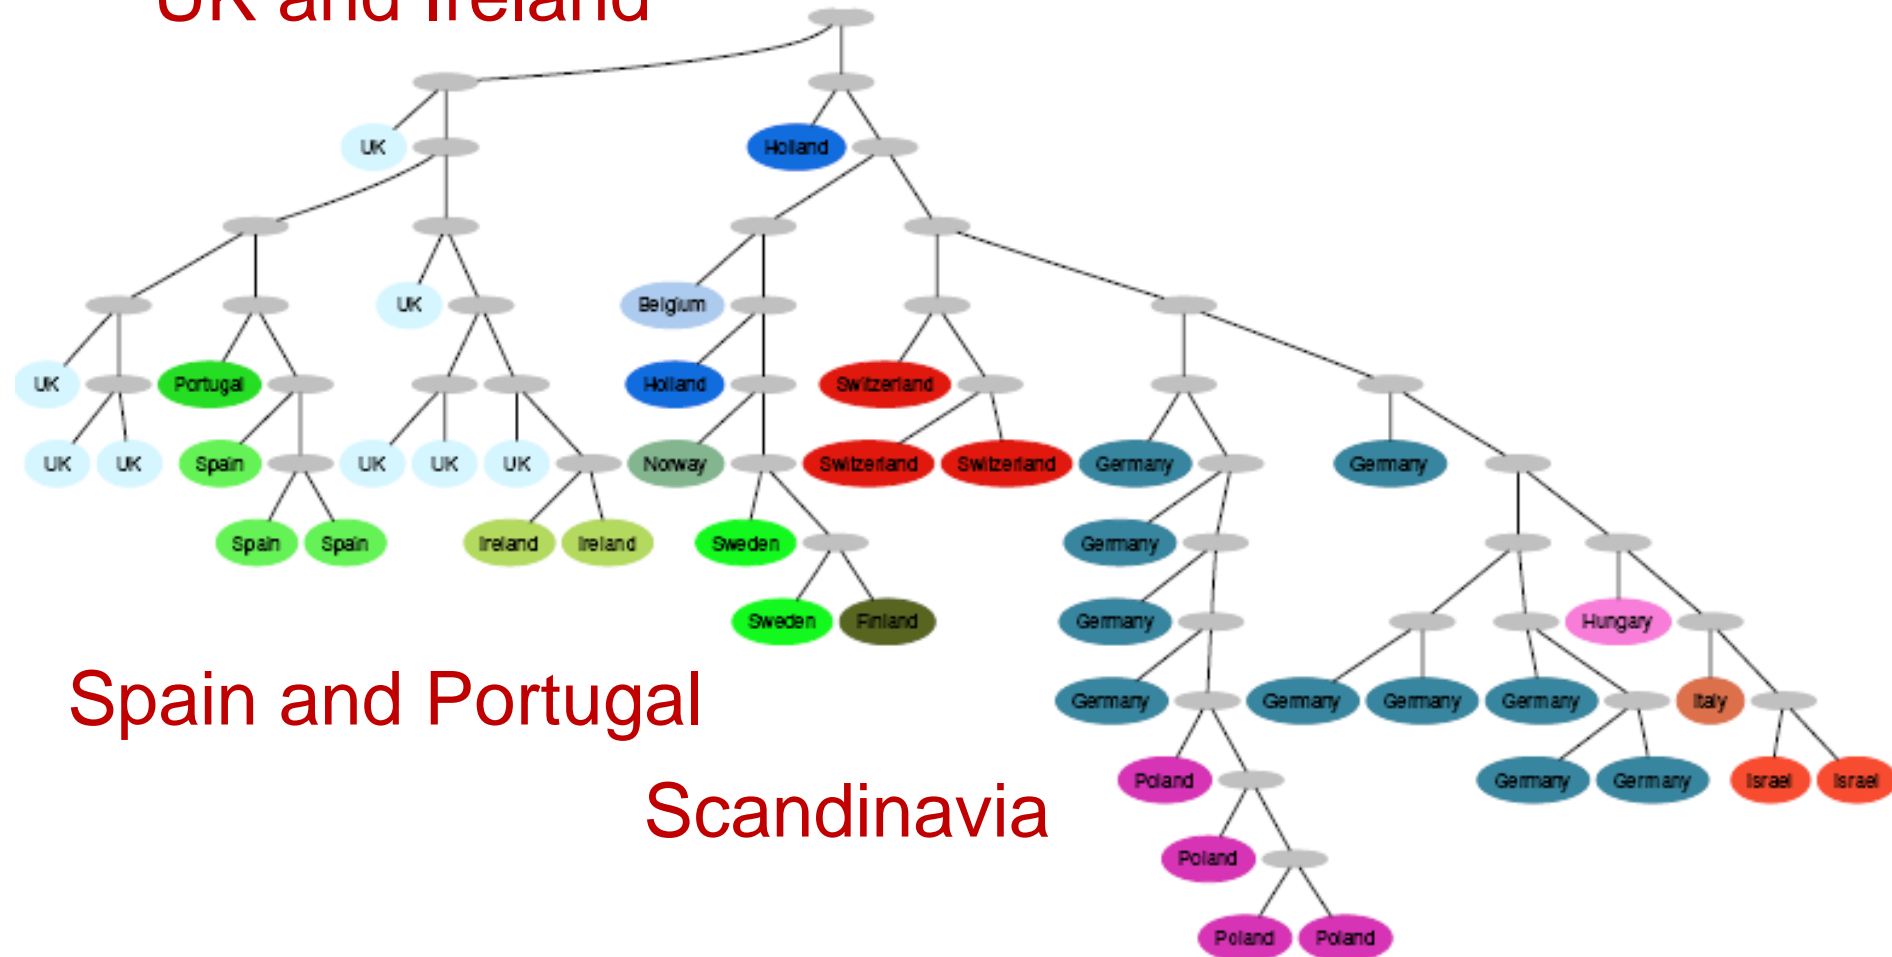 UK and Ireland
UK
Holland
UK
Belgium
UK
Portugal
Holland
Switzerland
UK
UK
Spain
UK
UK
UK
Norway
Switzerland
Switzerland
Germany
Germany
Spain
Spain
Ireland
Ireland
Sweden
Germany
Sweden
Finland
Germany
Hungary
Spain and Portugal
Germany
Germany
Germany
Germany
Italy
Scandinavia
Poland
Germany
Germany
Israel
Israel
Poland
Poland
Poland